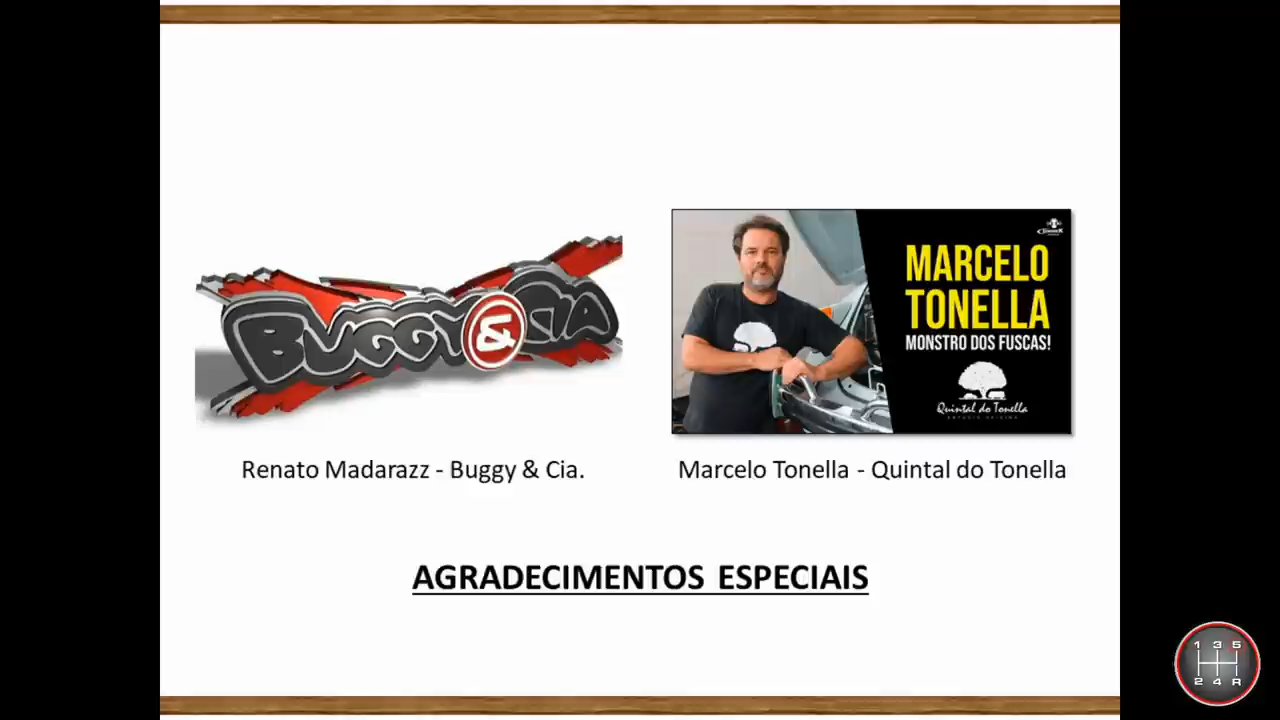 BUGGY & CIA
MARCELO
TONELLA
MONSTRO DOS FUSCAS!
Quintal do Tonella
Renato Madarazz - Buggy & Cia.
Marcelo Tonella - Quintal do Tonella
AGRADECIMENTOS ESPECIAIS
1 3 5
2 4 R